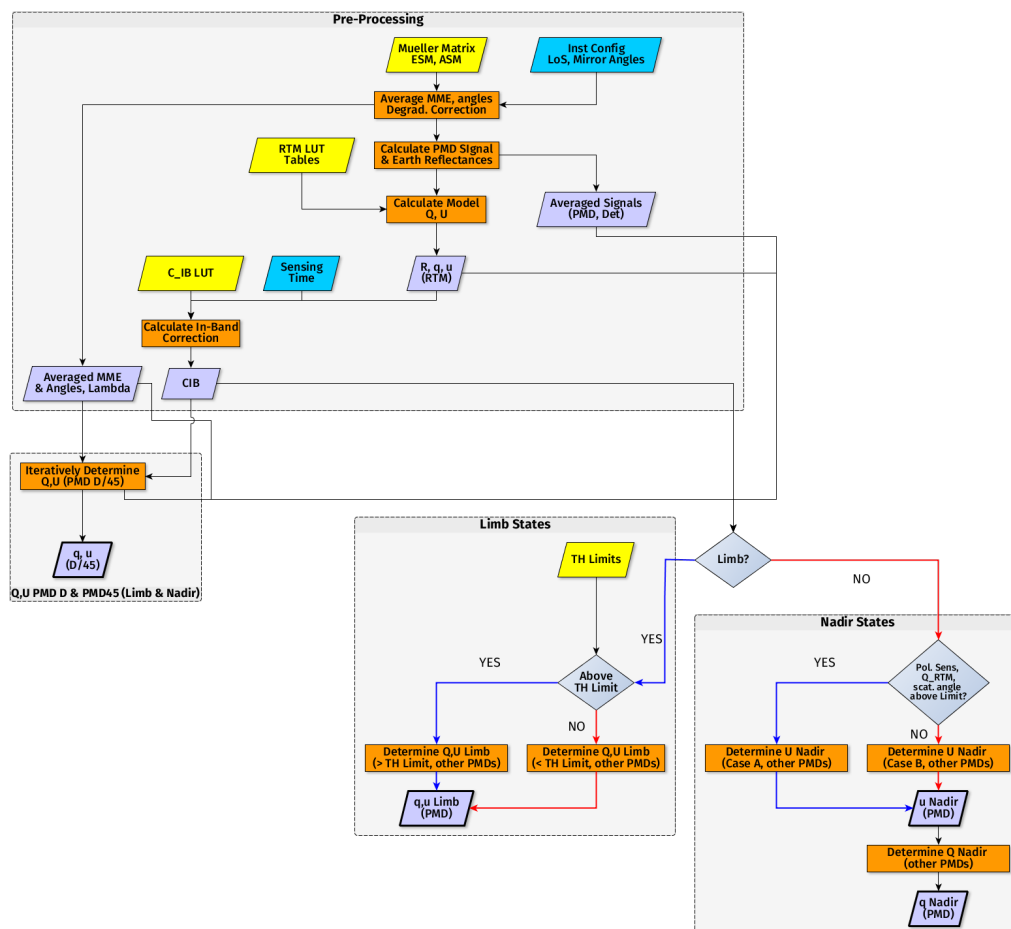 Pre-Processing
Mueller Matrix
ESM, ASM
Inst Config
LoS, Mirror Angles
Average MME, angles
Degrad. Correction
RTM LUT
Tables
Calculate PMD SIgnal
& Earth Reflectances
Calculate Model
Q, U
Averaged Signals
(PMD, Det)
C_IB LUT
Sensing
Time
R, q, u
(RTM)
Calculate In-Band
Correction
Averaged MME
& Angles, Lambda
CIB
Iteratively Determine
Q,U (PMD D/45)
q, u
(D/45)
Q,U PMD D & PMD45 (Limb & Nadir)
Limb States
TH Limits
Limb?
NO
YES
Above
TH Limit
YES
NO
Determine Q,U Limb
(> TH Limit, other PMDs)
Determine Q,U Limb
(< TH Limit, other PMDs)
q,u Limb
(PMD)
Nadir States
Pol. Sens,
Q_RTM,
scat. angle
above Limit?
YES
NO
Determine U Nadir
(Case A, other PMDs)
Determine U Nadir
(Case B, other PMDs)
u Nadir
(PMD)
Determine Q Nadir
(other PMDs)
q Nadir
(PMD)